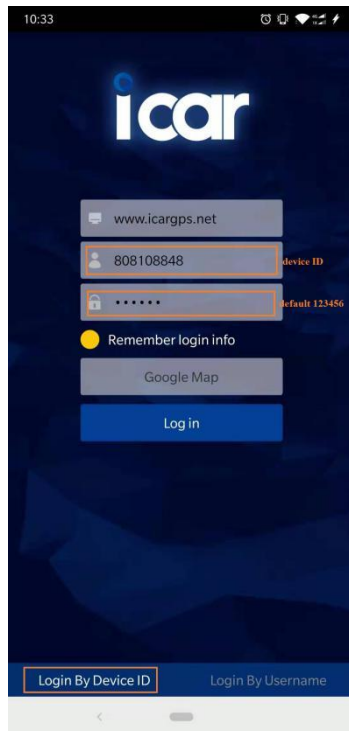 10:33
icar
www.icargps.net
808108848
device ID
••••••
default 123456
Remember login info
Google Map
Log in
Login By Device ID
Login By Username